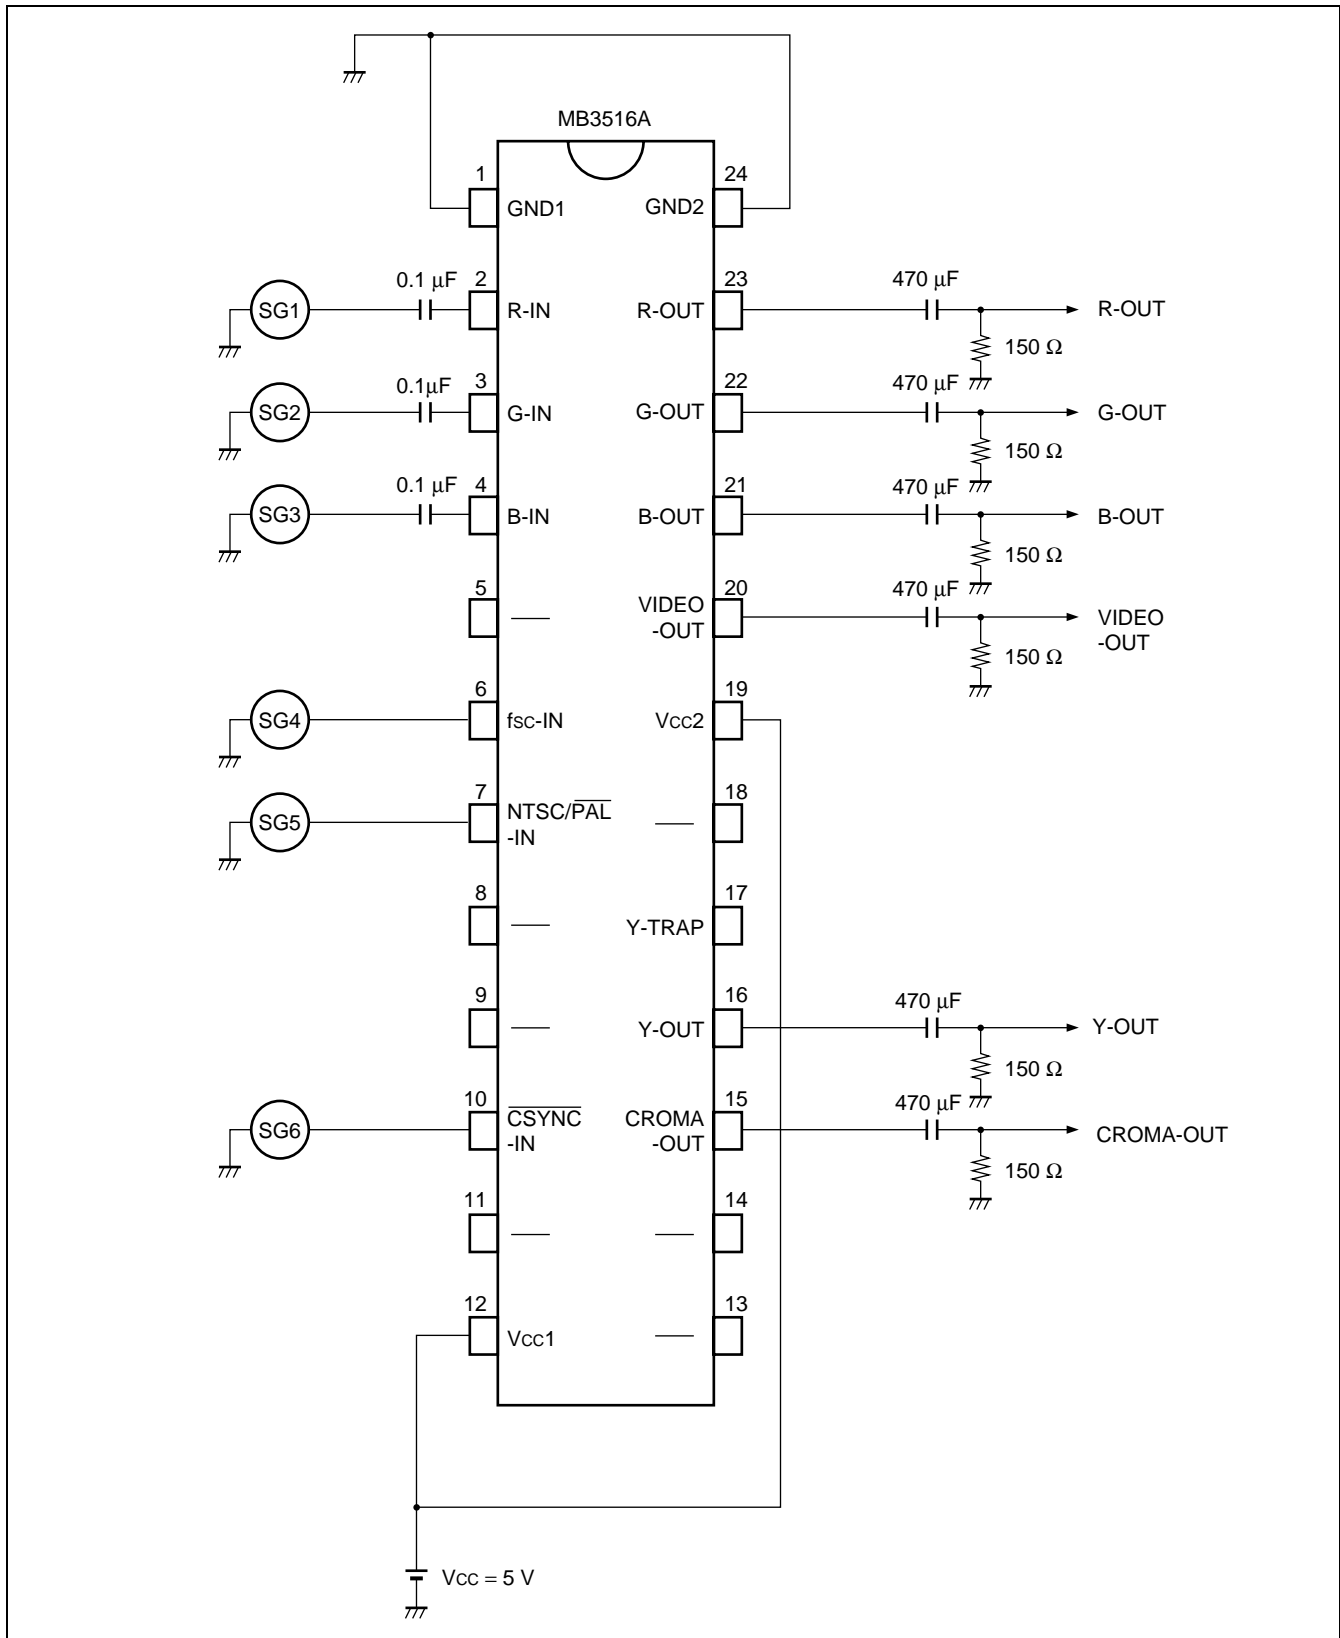 MB3516A
1
24
GND1
GND2
0.1 µF
2
23
470 µF
SG1
R-IN
R-OUT
R-OUT
150 Ω
0.1µF
3
22
470 µF
SG2
G-IN
G-OUT
G-OUT
150 Ω
0.1 µF
4
21
470 µF
SG3
B-IN
B-OUT
B-OUT
150 Ω
5
20
470 µF
VIDEO
-OUT
VIDEO
-OUT
150 Ω
6
19
SG4
fSC-IN
VCC2
7
18
SG5
NTSC/P̅A̅L̅
-IN
8
17
Y-TRAP
9
16
470 µF
Y-OUT
Y-OUT
150 Ω
10
15
470 µF
SG6
C̅S̅Y̅N̅C̅
-IN
CROMA
-OUT
CROMA-OUT
150 Ω
11
14
12
13
VCC1
VCC = 5 V